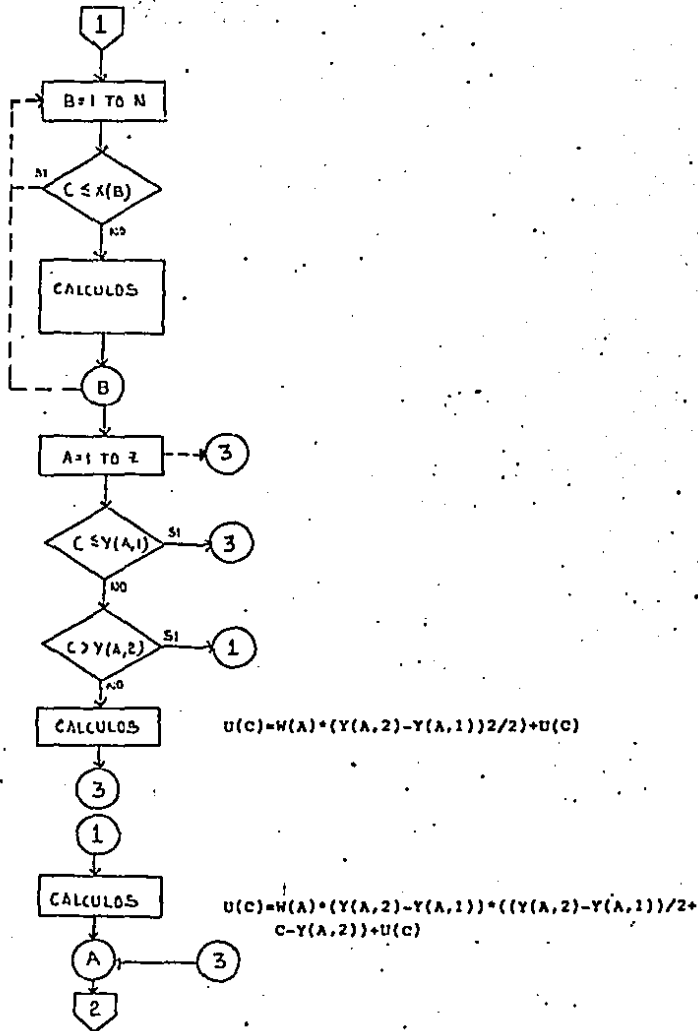 1
B=1 TO N
SI
C ≤ X(B)
NO
CALCULOS
B
A=1 TO Z
3
C ≤ Y(A,1)
SI
3
NO
C > Y(A,2)
SI
1
NO
CALCULOS
U(C)=W(A)*(Y(A,2)-Y(A,1))2/2)+U(C)
3
1
CALCULOS
U(C)=W(A)*(Y(A,2)-Y(A,1))*((Y(A,2)-Y(A,1))/2+
C-Y(A,2))+U(C)
A
3
2